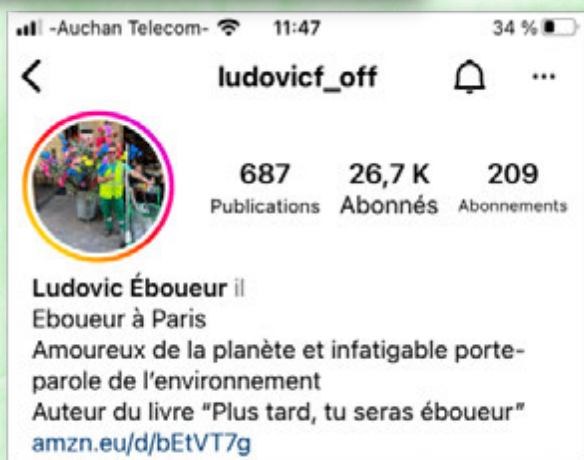 -Auchan Telecom- 11:47 34 %
ludovicf_off
687 26,7 K 209
Publications Abonnés Abonnements
Ludovic Éboueur il
Eboueur à Paris
Amoureux de la planète et infatigable porte-
parole de l'environnement
Auteur du livre "Plus tard, tu seras éboueur"
amzn.eu/d/bEtVT7g